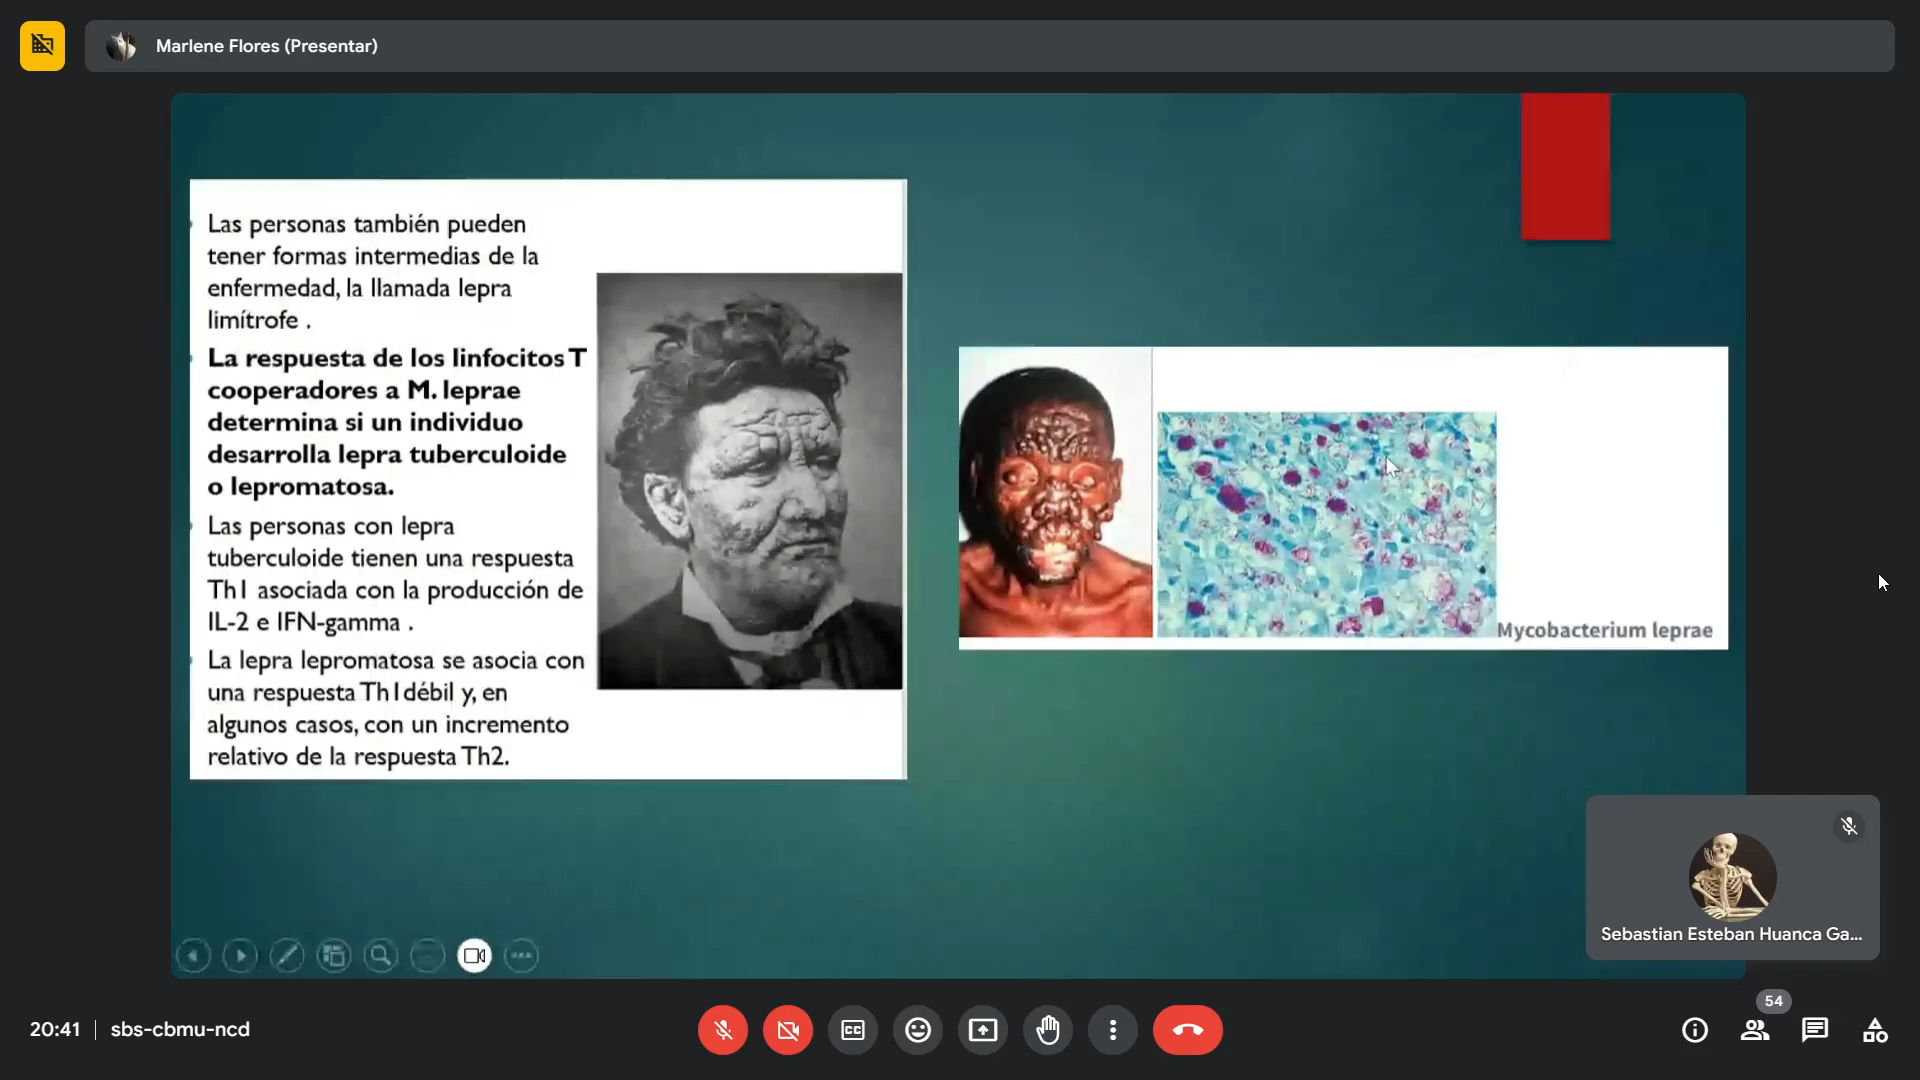 Marlene Flores (Presentar)
Las personas también pueden
tener formas intermedias de la
enfermedad, la llamada lepra
limítrofe .
La respuesta de los linfocitos T
cooperadores a M. leprae
determina si un individuo
desarrolla lepra tuberculoide
o lepromatosa.
Las personas con lepra
tuberculoide tienen una respuesta
Th1 asociada con la producción de
IL-2 e IFN-gamma .
La lepra lepromatosa se asocia con
una respuesta Th1débil y, en
algunos casos, con un incremento
relativo de la respuesta Th2.
Mycobacterium leprae
Sebastian Esteban Huanca Ga...
20:41
sbs-cbmu-ncd
CC
54